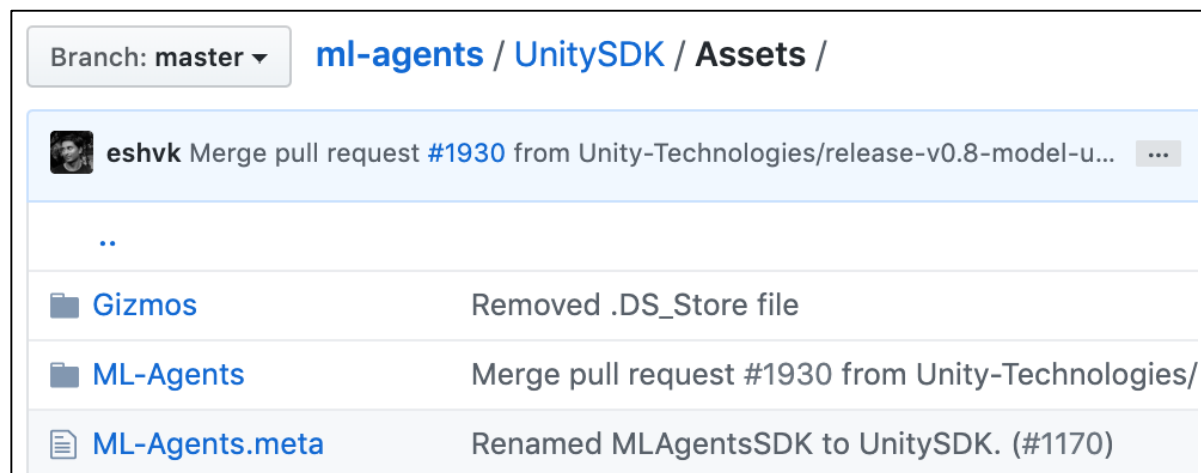 Branch: master ml-agents / UnitySDK / Assets /
eshvk Merge pull request #1930 from Unity-Technologies/release-v0.8-model-u... ...
..
Gizmos Removed .DS_Store file
ML-Agents Merge pull request #1930 from Unity-Technologies/
ML-Agents.meta Renamed MLAgentsSDK to UnitySDK. (#1170)